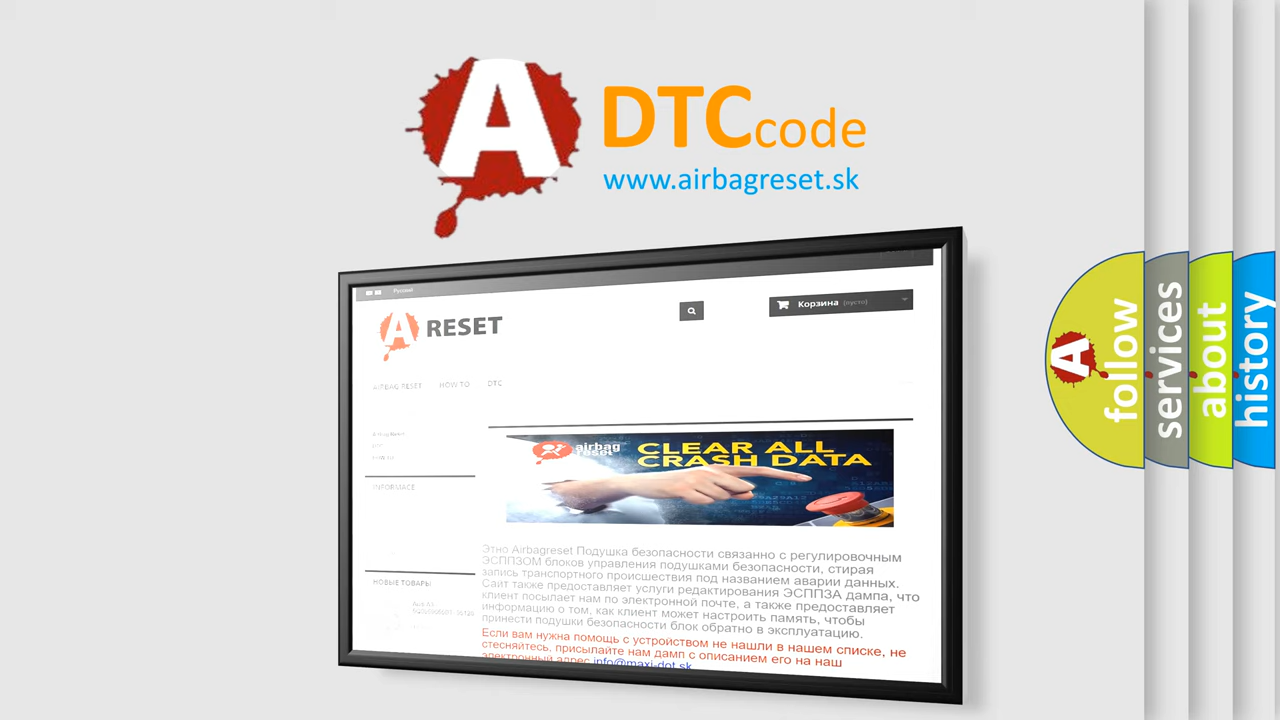 A DTCcode
www.airbagreset.sk
Русский
A RESET
Корзина (пусто)
AIRBAG RESET HOW TO DTC
INFORMACE
НОВЫЕ ТОВАРЫ
airbag
reset
CLEAR ALL
CRASH DATA
Этно Airbagreset Подушка безопасности связанно с регулировочным
ЭСППЗОМ блоков управления подушками безопасности, стирая
запись транспортного происшествия под названием аварии данных.
Сайт также предоставляет услуги редактирования ЭСППЗА дампа, что
клиент посылает нам по электронной почте, а также предоставляет
информацию о том, как клиент может настроить память, чтобы
принести подушки безопасности блок обратно в эксплуатацию.
Если вам нужна помощь с устройством не нашли в нашем списке, не
стесняйтесь, присылайте нам дамп с описанием его на наш
электронный адрес info@maxi-dot.sk
A
follow
services
about
history